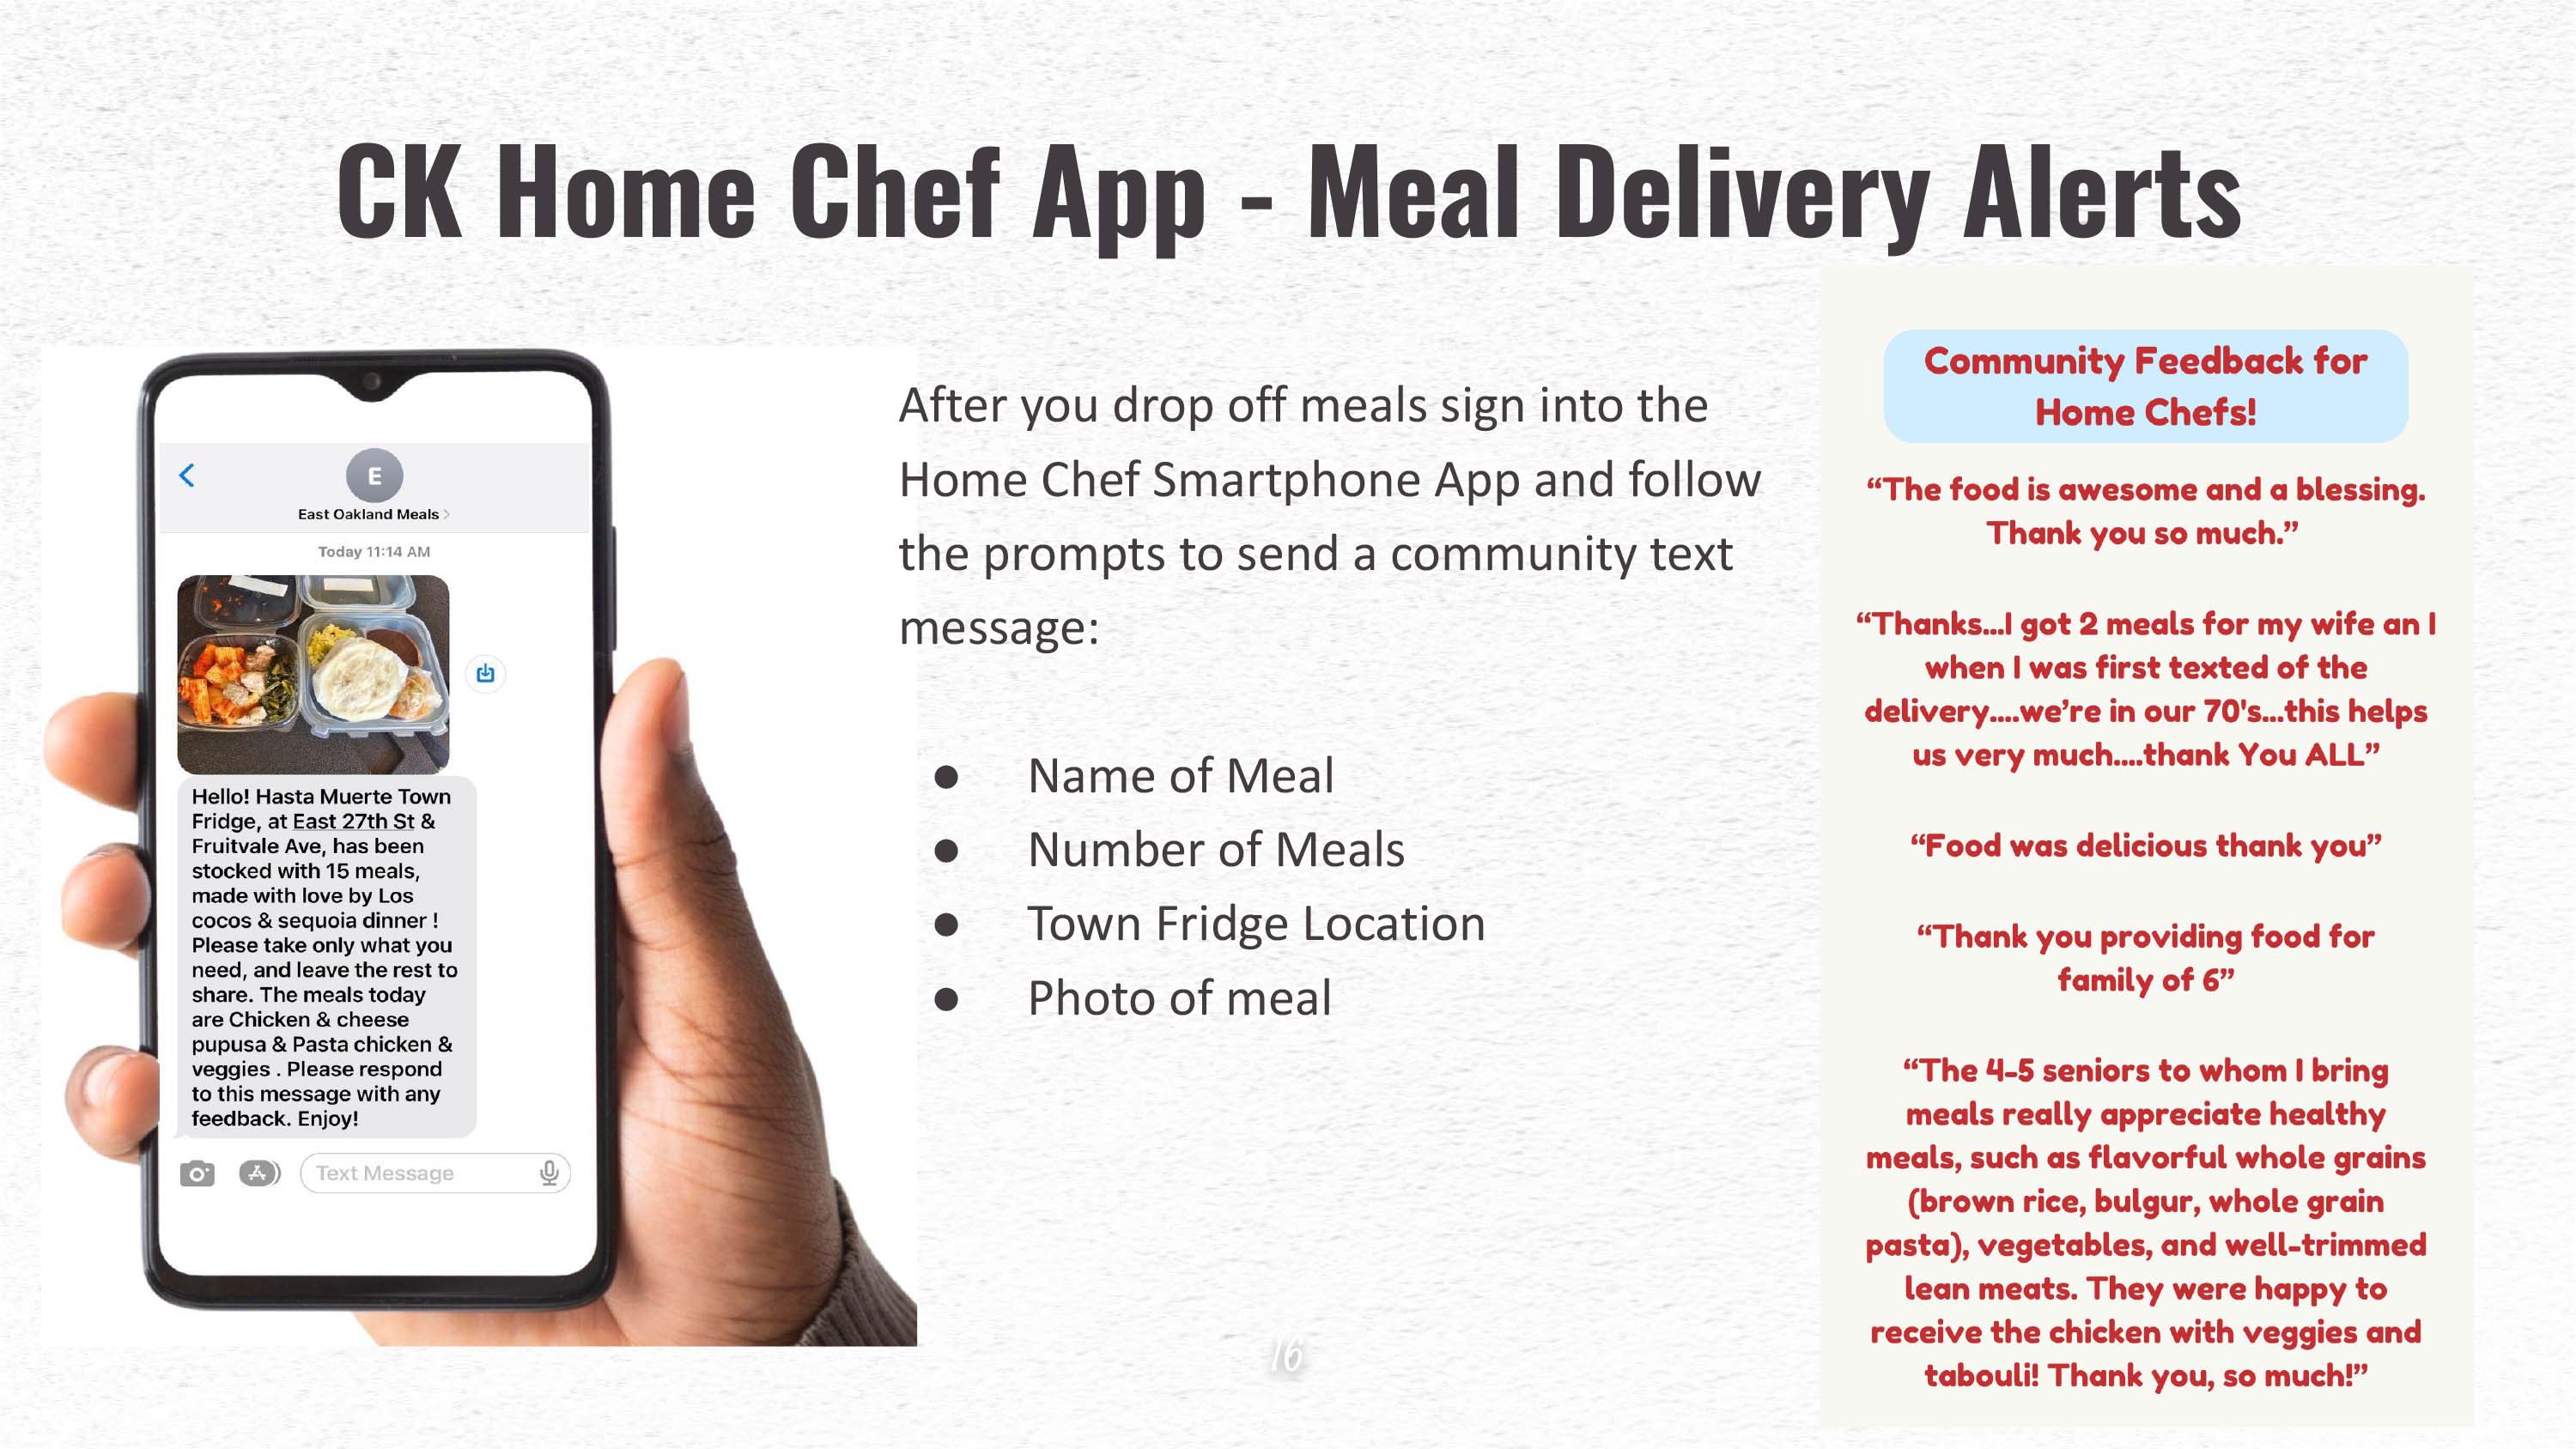 CK Home Chef App - Meal Delivery Alerts
E
East Oakland Meals
Today 11:14 AM
Hello! Hasta Muerte Town
Fridge, at East 27th St &
Fruitvale Ave, has been
stocked with 15 meals,
made with love by Los
cocos & sequoia dinner !
Please take only what you
need, and leave the rest to
share. The meals today
are Chicken & cheese
pupusa & Pasta chicken &
veggies . Please respond
to this message with any
feedback. Enjoy!
Text Message
After you drop off meals sign into the
Home Chef Smartphone App and follow
the prompts to send a community text
message:
● Name of Meal
● Number of Meals
● Town Fridge Location
● Photo of meal
Community Feedback for
Home Chefs!
“The food is awesome and a blessing.
Thank you so much.”
“Thanks...I got 2 meals for my wife an I
when I was first texted of the
delivery....we’re in our 70's...this helps
us very much....thank You ALL”
“Food was delicious thank you”
“Thank you providing food for
family of 6”
“The 4-5 seniors to whom I bring
meals really appreciate healthy
meals, such as flavorful whole grains
(brown rice, bulgur, whole grain
pasta), vegetables, and well-trimmed
lean meats. They were happy to
receive the chicken with veggies and
tabouli! Thank you, so much!”
16